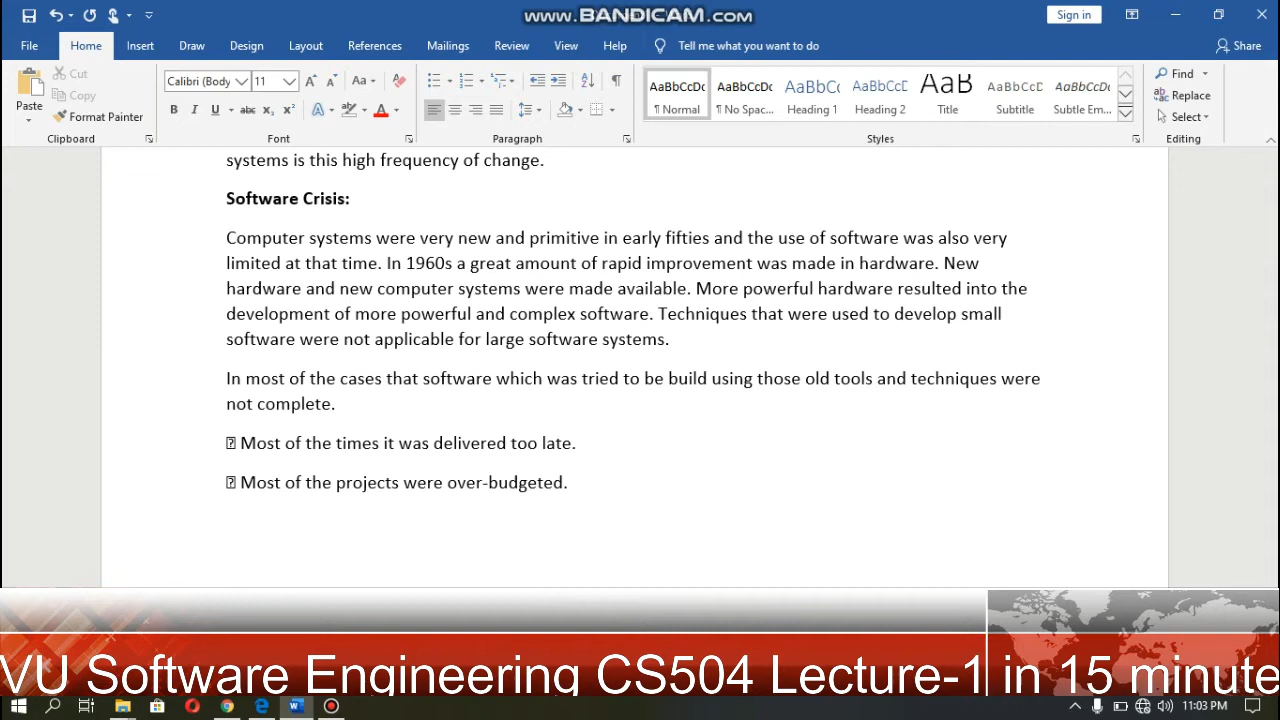 www.BANDICAM.com
Sign in
File Home Insert Draw Design Layout References Mailings Review View Help Tell me what you want to do Share
Paste
Cut
Copy
Format Painter
Clipboard
Calibri (Body 11
Font
Paragraph
AaBbCcDc AaBbCcDc AaBbCc AaBbCcD AaB AaBbCcD AaBbCcDc
¶ Normal ¶ No Spac... Heading 1 Heading 2 Title Subtitle Subtle Em...
Styles
Find
Replace
Select
Editing
systems is this high frequency of change.
Software Crisis:
Computer systems were very new and primitive in early fifties and the use of software was also very
limited at that time. In 1960s a great amount of rapid improvement was made in hardware. New
hardware and new computer systems were made available. More powerful hardware resulted into the
development of more powerful and complex software. Techniques that were used to develop small
software were not applicable for large software systems.
In most of the cases that software which was tried to be build using those old tools and techniques were
not complete.
Most of the times it was delivered too late.
Most of the projects were over-budgeted.
VU Software Engineering CS504 Lecture-1 in 15 minute
11:03 PM